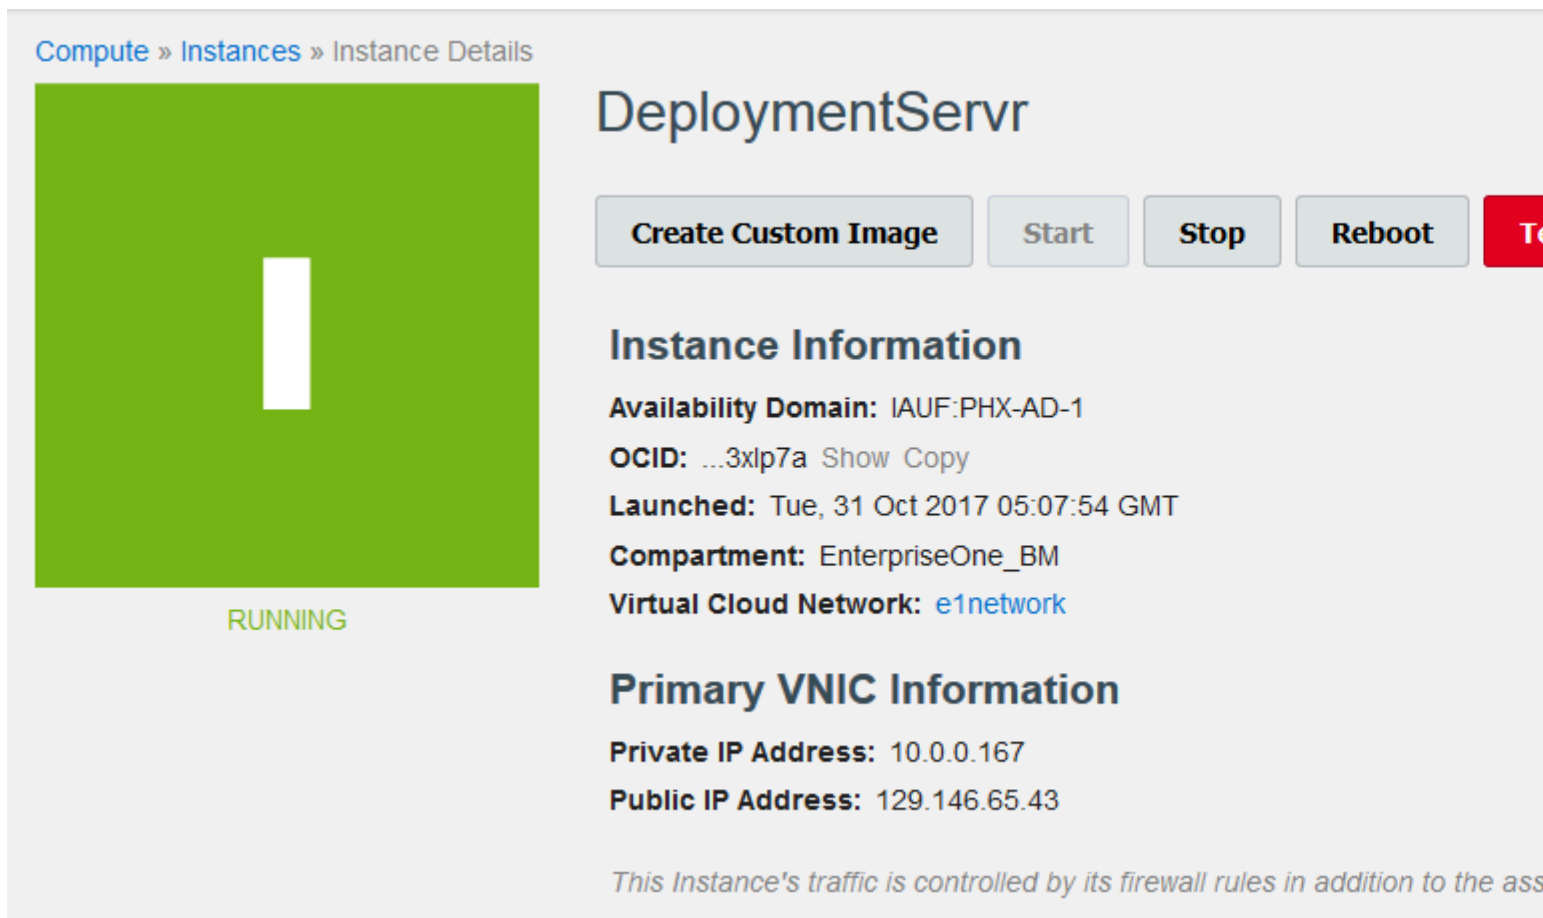 Compute » Instances » Instance Details
DeploymentServr
Create Custom Image Start Stop Reboot
I
RUNNING
Instance Information
Availability Domain: IAUF:PHX-AD-1
OCID: ...3xlp7a Show Copy
Launched: Tue, 31 Oct 2017 05:07:54 GMT
Compartment: EnterpriseOne_BM
Virtual Cloud Network: e1network
Primary VNIC Information
Private IP Address: 10.0.0.167
Public IP Address: 129.146.65.43
This Instance's traffic is controlled by its firewall rules in addition to the